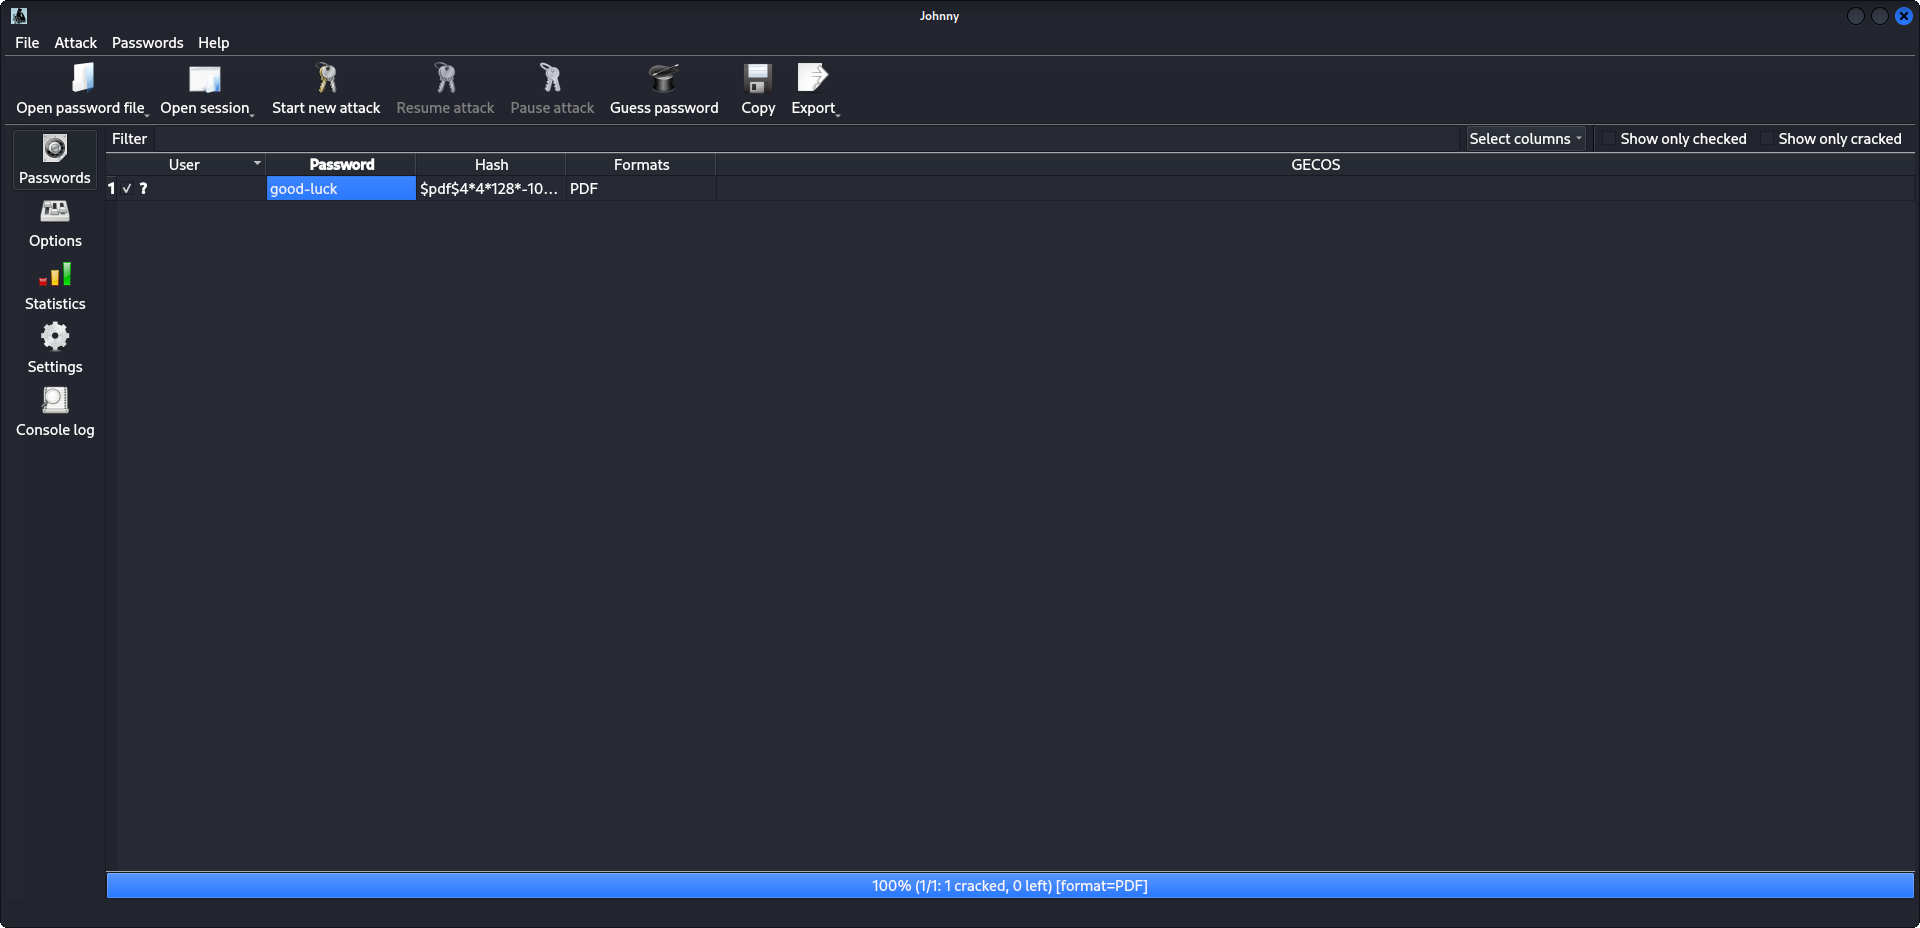 Johnny
File Attack Passwords Help
Open password file Open session Start new attack Resume attack Pause attack Guess password Copy Export
Passwords
Options
Statistics
Settings
Console log
Filter Select columns Show only checked Show only cracked
User Password Hash Formats GECOS
1 ? good-luck $pdf$4*4*128*-10... PDF
100% (1/1: 1 cracked, 0 left) [format=PDF]